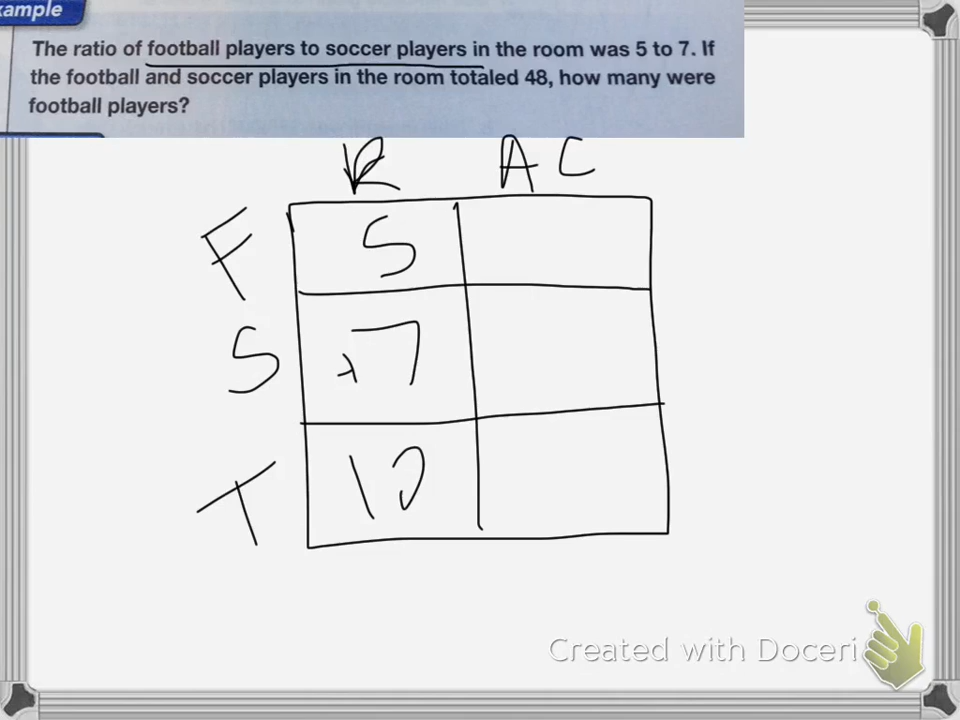 ample
The ratio of football players to soccer players in the room was 5 to 7. If
the football and soccer players in the room totaled 48, how many were
football players?
R AC
F 5
S +7
T 12
Created with Doceri